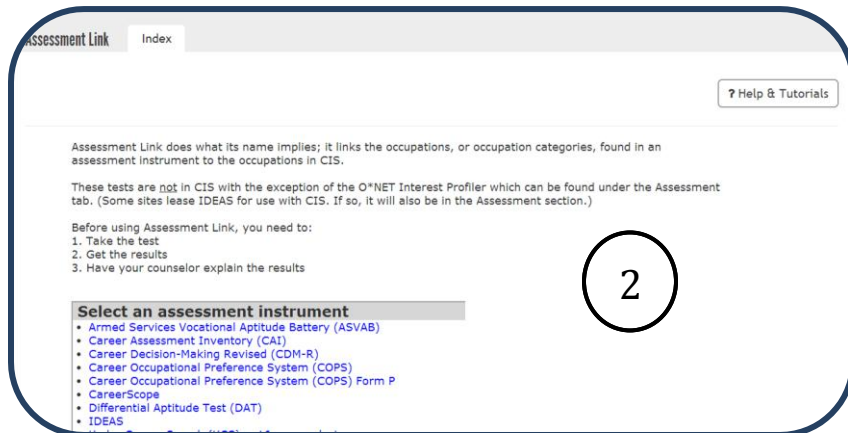 Assessment Link Index
? Help & Tutorials
Assessment Link does what its name implies; it links the occupations, or occupation categories, found in an
assessment instrument to the occupations in CIS.
These tests are not in CIS with the exception of the O*NET Interest Profiler which can be found under the Assessment
tab. (Some sites lease IDEAS for use with CIS. If so, it will also be in the Assessment section.)
Before using Assessment Link, you need to:
1. Take the test
2. Get the results
3. Have your counselor explain the results
2
Select an assessment instrument
• Armed Services Vocational Aptitude Battery (ASVAB)
• Career Assessment Inventory (CAI)
• Career Decision-Making Revised (CDM-R)
• Career Occupational Preference System (COPS)
• Career Occupational Preference System (COPS) Form P
• CareerScope
• Differential Aptitude Test (DAT)
• IDEAS